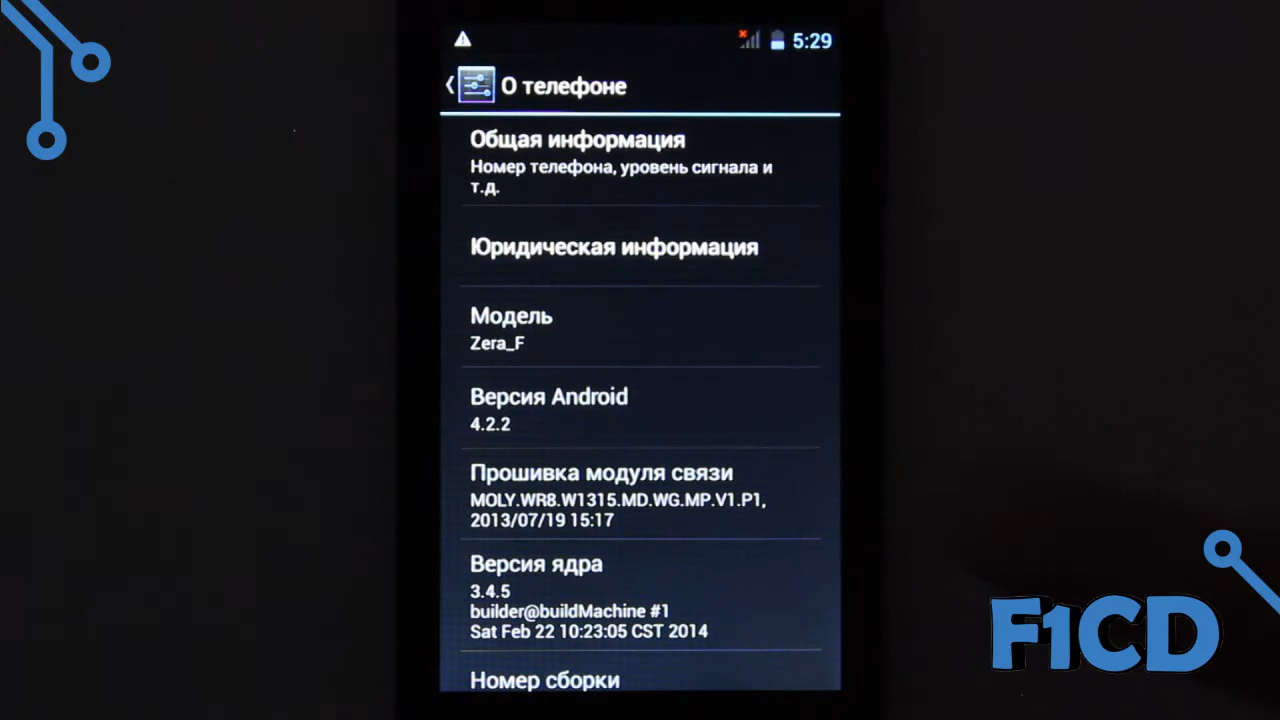 5:29
О телефоне
Общая информация
Номер телефона, уровень сигнала и
т.д.
Юридическая информация
Модель
Zera_F
Версия Android
4.2.2
Прошивка модуля связи
MOLY.WR8.W1315.MD.WG.MP.V1.P1,
2013/07/19 15:17
Версия ядра
3.4.5
builder@buildMachine #1
Sat Feb 22 10:23:05 CST 2014
Номер сборки
F1CD